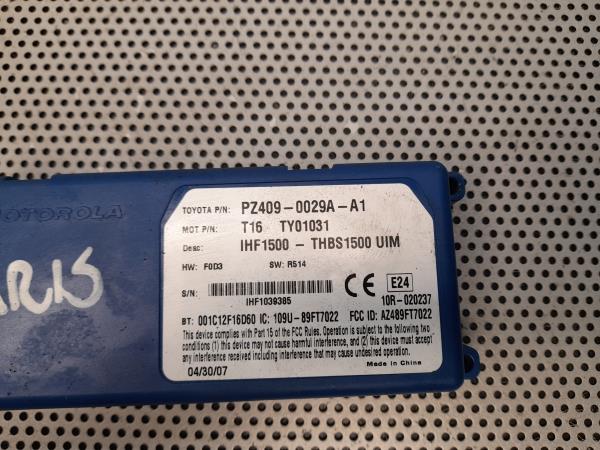 MOTOROLA
ARIS
TOYOTA P/N: PZ409-0029A-A1
MOT P/N: T16 TY01031
Desc: IHF1500 - THBS1500 UIM
HW: F0D3 SW: R514
S/N: IHF1039385
CE E24
10R-020237
BT: 001C12F16D60 IC: 109U-89FT7022 FCC ID: AZ489FT7022
This device complies with Part 15 of the FCC Rules. Operation is subject to the following two
conditions (1) this device may not cause harmful interference, and (2) this device must accept
any interference received including interference that may cause undesired operation.
04/30/07 Made in China